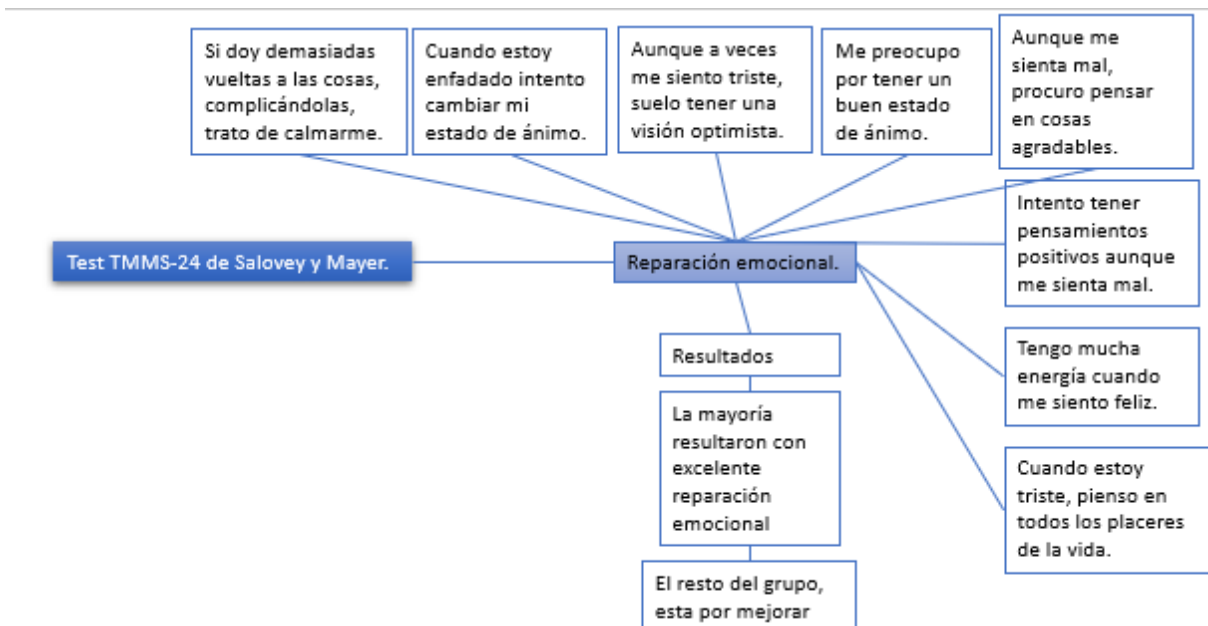 Si doy demasiadas
vueltas a las cosas,
complicándolas,
trato de calmarme.
Cuando estoy
enfadado intento
cambiar mi
estado de ánimo.
Aunque a veces
me siento triste,
suelo tener una
visión optimista.
Me preocupo
por tener un
buen estado
de ánimo.
Aunque me
sienta mal,
procuro pensar
en cosas
agradables.
Test TMMS-24 de Salovey y Mayer.
Reparación emocional.
Intento tener
pensamientos
positivos aunque
me sienta mal.
Tengo mucha
energía cuando
me siento feliz.
Cuando estoy
triste, pienso en
todos los placeres
de la vida.
Resultados
La mayoría
resultaron con
excelente
reparación
emocional
El resto del grupo,
esta por mejorar